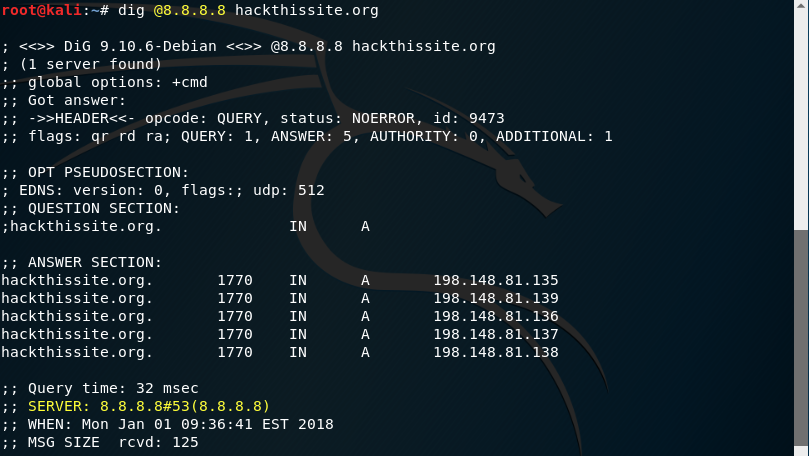 root@kali:~# dig @8.8.8.8 hackthissite.org
; <<>> DiG 9.10.6-Debian <<>> @8.8.8.8 hackthissite.org
; (1 server found)
;; global options: +cmd
;; Got answer:
;; ->>HEADER<<- opcode: QUERY, status: NOERROR, id: 9473
;; flags: qr rd ra; QUERY: 1, ANSWER: 5, AUTHORITY: 0, ADDITIONAL: 1
;; OPT PSEUDOSECTION:
; EDNS: version: 0, flags:; udp: 512
;; QUESTION SECTION:
;hackthissite.org.              IN      A
;; ANSWER SECTION:
hackthissite.org.       1770    IN      A       198.148.81.135
hackthissite.org.       1770    IN      A       198.148.81.139
hackthissite.org.       1770    IN      A       198.148.81.136
hackthissite.org.       1770    IN      A       198.148.81.137
hackthissite.org.       1770    IN      A       198.148.81.138
;; Query time: 32 msec
;; SERVER: 8.8.8.8#53(8.8.8.8)
;; WHEN: Mon Jan 01 09:36:41 EST 2018
;; MSG SIZE  rcvd: 125